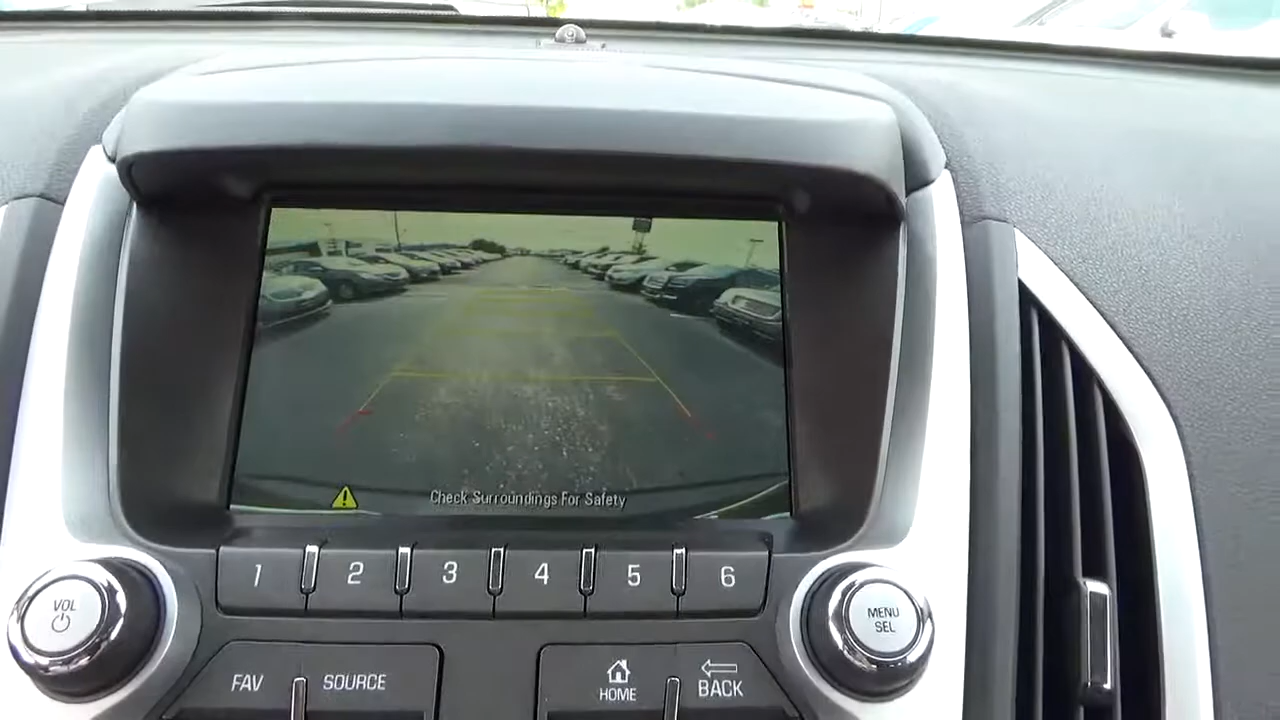 Check Surroundings For Safety
1 2 3 4 5 6
VOL
MENU
SEL
FAV SOURCE
HOME
BACK